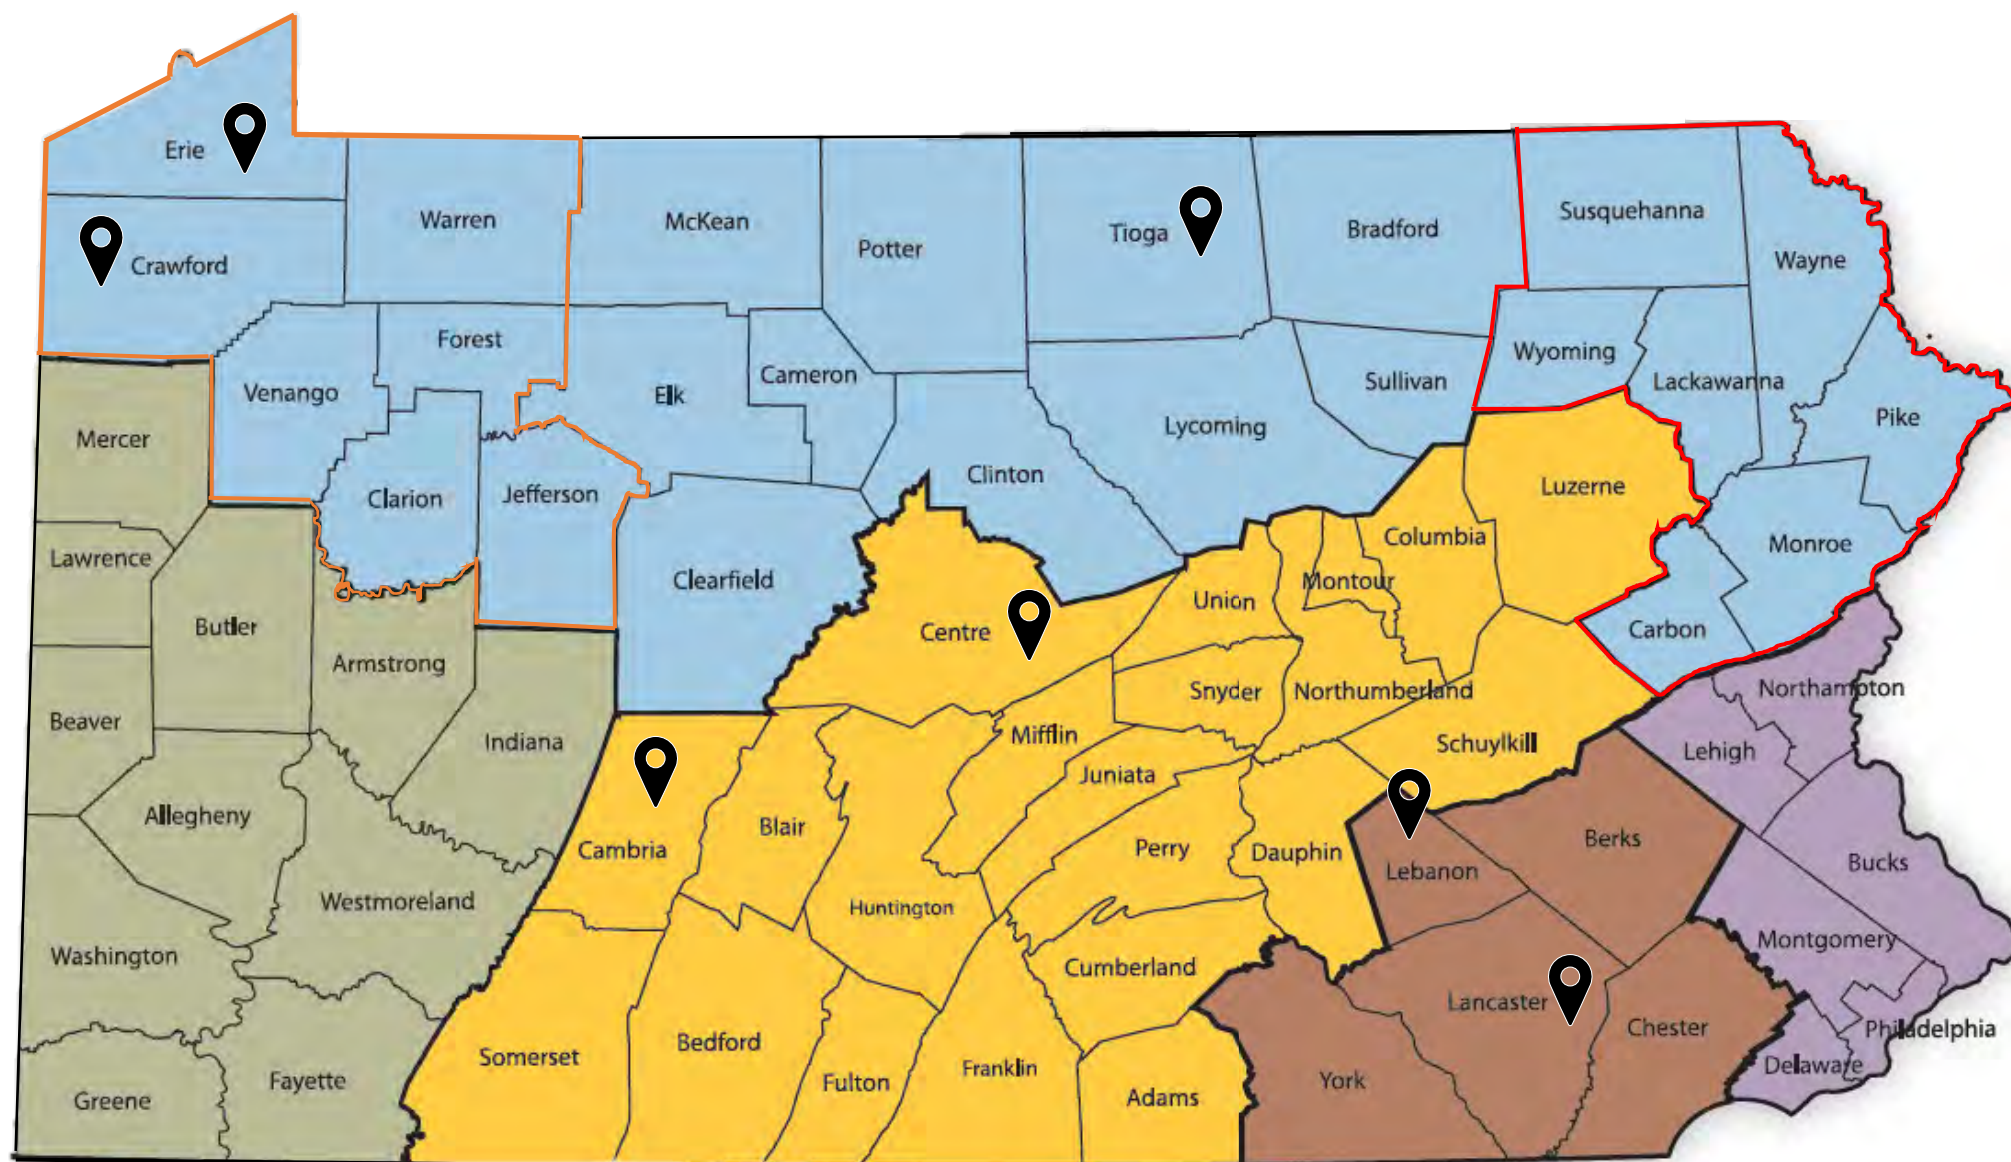 Erie
Crawford
Warren
McKean
Potter
Tioga
Bradford
Susquehanna
Wayne
Venango
Forest
Elk
Cameron
Clinton
Lycoming
Sullivan
Wyoming
Lackawanna
Pike
Mercer
Clarion
Jefferson
Clearfield
Centre
Union
Montour
Columbia
Luzerne
Monroe
Carbon
Lawrence
Butler
Armstrong
Indiana
Snyder
Northumberland
Schuylkill
Northampton
Lehigh
Beaver
Allegheny
Westmoreland
Cambria
Blair
Huntington
Mifflin
Juniata
Perry
Dauphin
Lebanon
Berks
Bucks
Montgomery
Washington
Greene
Fayette
Somerset
Bedford
Fulton
Franklin
Cumberland
Adams
York
Lancaster
Chester
Delaware
Philadelphia